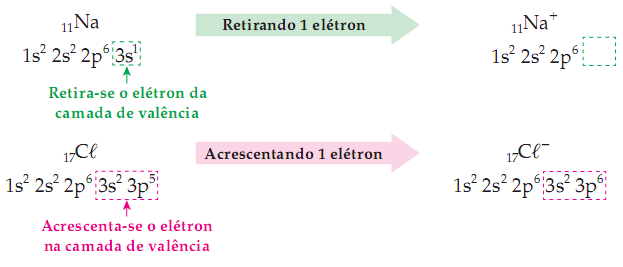 ₁₁Na Retirando 1 elétron ₁₁Na⁺
1s² 2s² 2p⁶ 3s¹ 1s² 2s² 2p⁶
Retira-se o elétron da
camada de valência
₁₇Cℓ Acrescentando 1 elétron ₁₇Cℓ⁻
1s² 2s² 2p⁶ 3s² 3p⁵ 1s² 2s² 2p⁶ 3s² 3p⁶
Acrescenta-se o elétron
na camada de valência